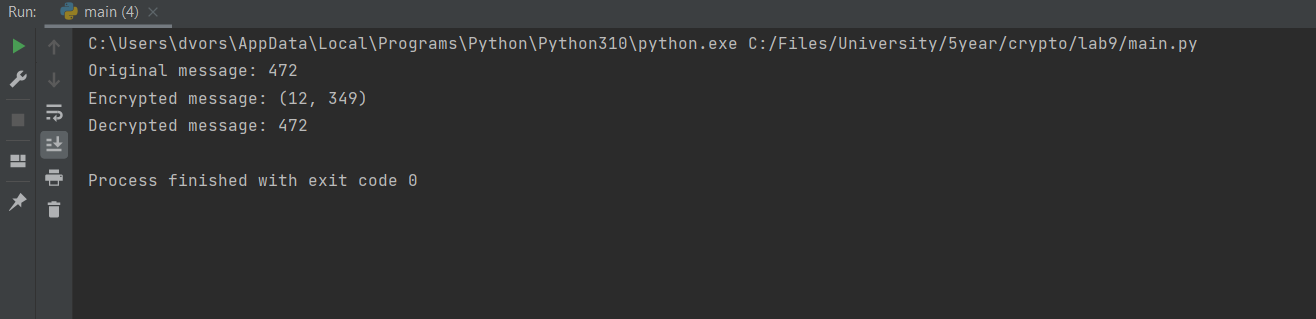 Run: main (4)
C:\Users\dvors\AppData\Local\Programs\Python\Python310\python.exe C:/Files/University/5year/crypto/lab9/main.py
Original message: 472
Encrypted message: (12, 349)
Decrypted message: 472
Process finished with exit code 0